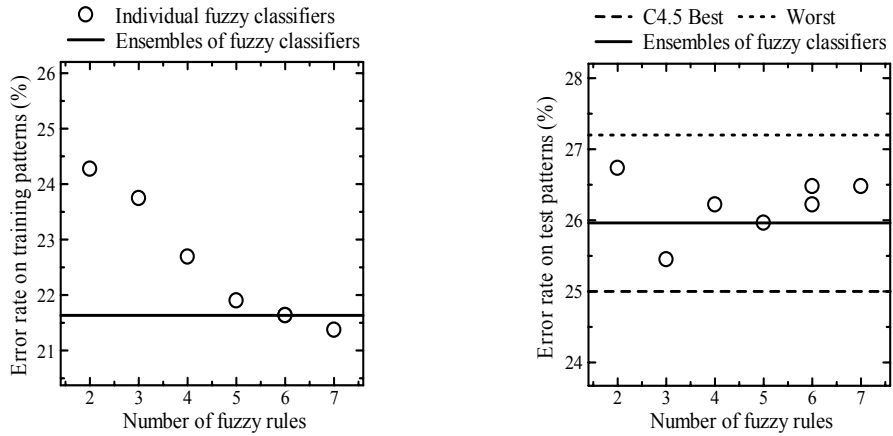 Individual fuzzy classifiers
Ensembles of fuzzy classifiers
26
25
24
23
22
21
Error rate on training patterns (%)
2 3 4 5 6 7
Number of fuzzy rules
C4.5 Best Worst
Ensembles of fuzzy classifiers
28
27
26
25
24
Error rate on test patterns (%)
2 3 4 5 6 7
Number of fuzzy rules